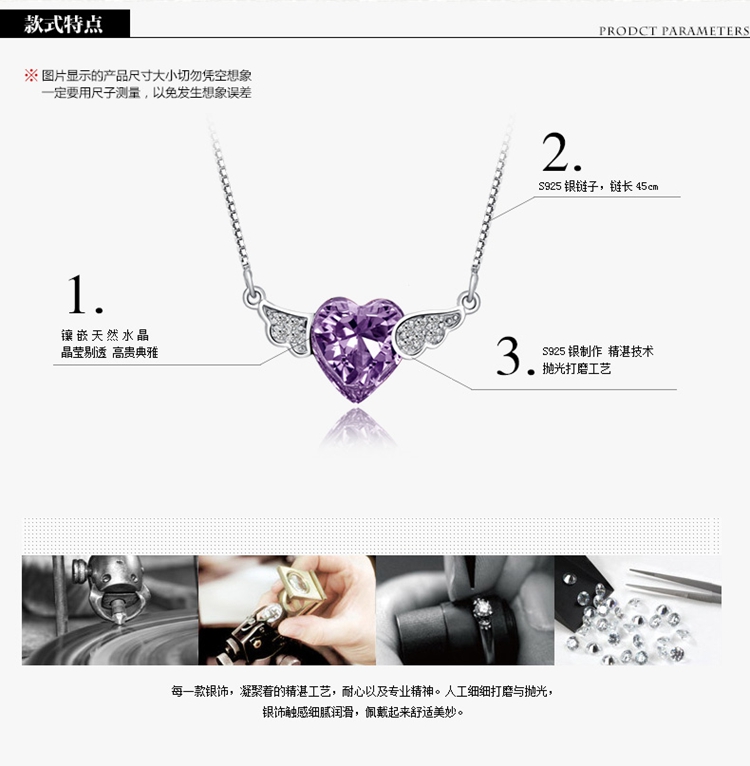 款式特点
PRODCT PARAMETERS
※ 图片显示的产品尺寸大小切勿凭空想象
一定要用尺子测量，以免发生想象误差
2.
S925 银链子，链长 45cm
1.
镶嵌天然水晶
晶莹剔透 高贵典雅
3.
S925 银制作 精湛技术
抛光打磨工艺
每一款银饰，凝聚着的精湛工艺，耐心以及专业精神。人工细细打磨与抛光，
银饰触感细腻润滑，佩戴起来舒适美妙。